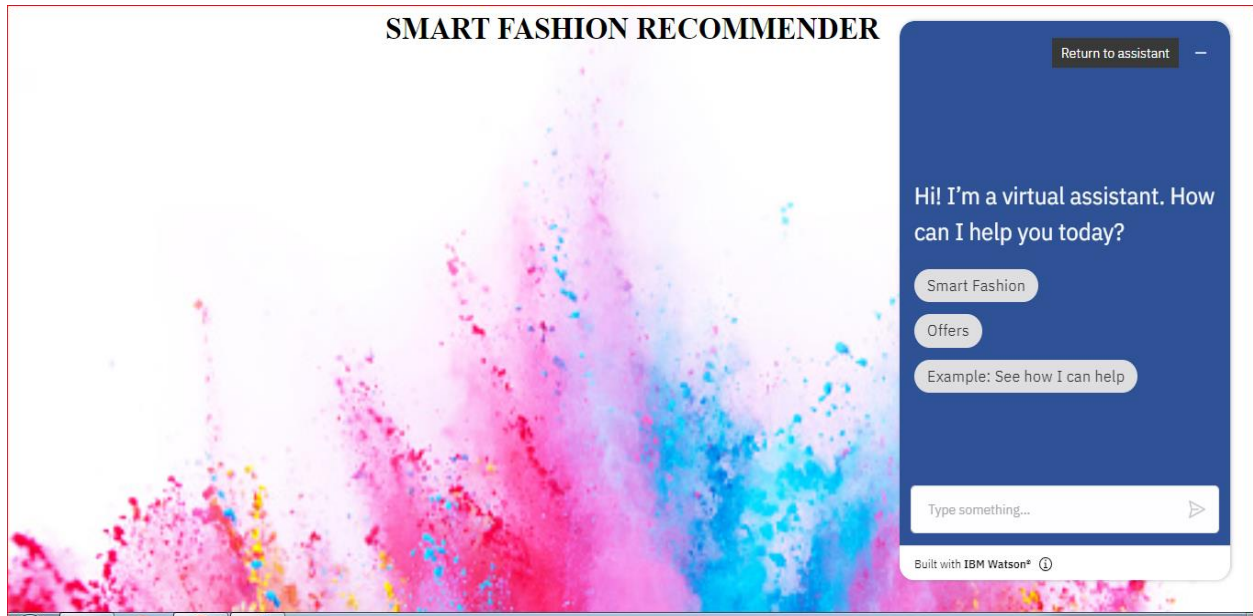 SMART FASHION RECOMMENDER
Return to assistant
Hi! I’m a virtual assistant. How
can I help you today?
Smart Fashion
Offers
Example: See how I can help
Type something...
Built with IBM Watson®